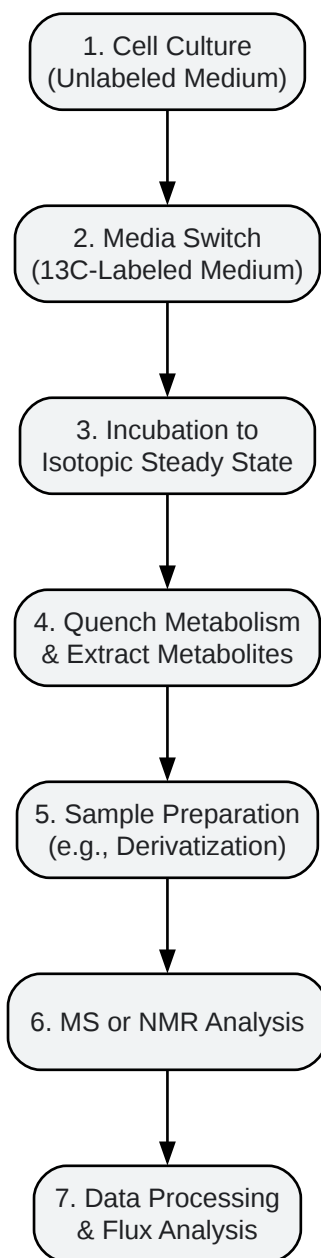 1. Cell Culture
(Unlabeled Medium)
2. Media Switch
(13C-Labeled Medium)
3. Incubation to
Isotopic Steady State
4. Quench Metabolism
& Extract Metabolites
5. Sample Preparation
(e.g., Derivatization)
6. MS or NMR Analysis
7. Data Processing
& Flux Analysis